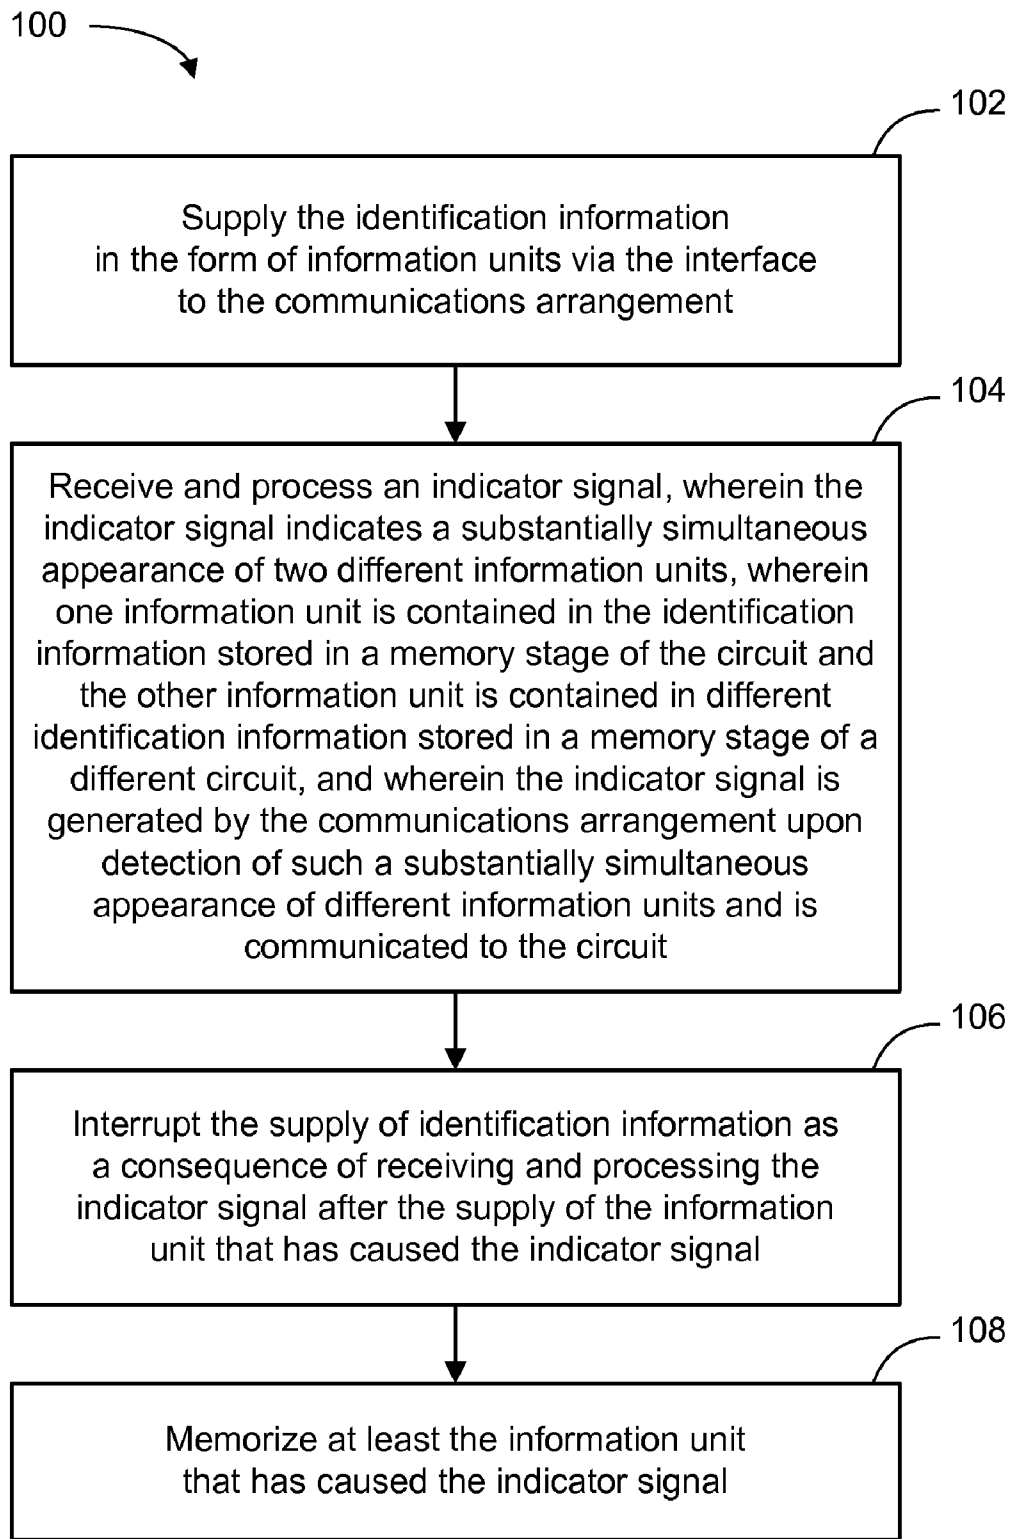 100
102
Supply the identification information
in the form of information units via the interface
to the communications arrangement
104
Receive and process an indicator signal, wherein the
indicator signal indicates a substantially simultaneous
appearance of two different information units, wherein
one information unit is contained in the identification
information stored in a memory stage of the circuit and
the other information unit is contained in different
identification information stored in a memory stage of a
different circuit, and wherein the indicator signal is
generated by the communications arrangement upon
detection of such a substantially simultaneous
appearance of different information units and is
communicated to the circuit
106
Interrupt the supply of identification information as
a consequence of receiving and processing the
indicator signal after the supply of the information
unit that has caused the indicator signal
108
Memorize at least the information unit
that has caused the indicator signal